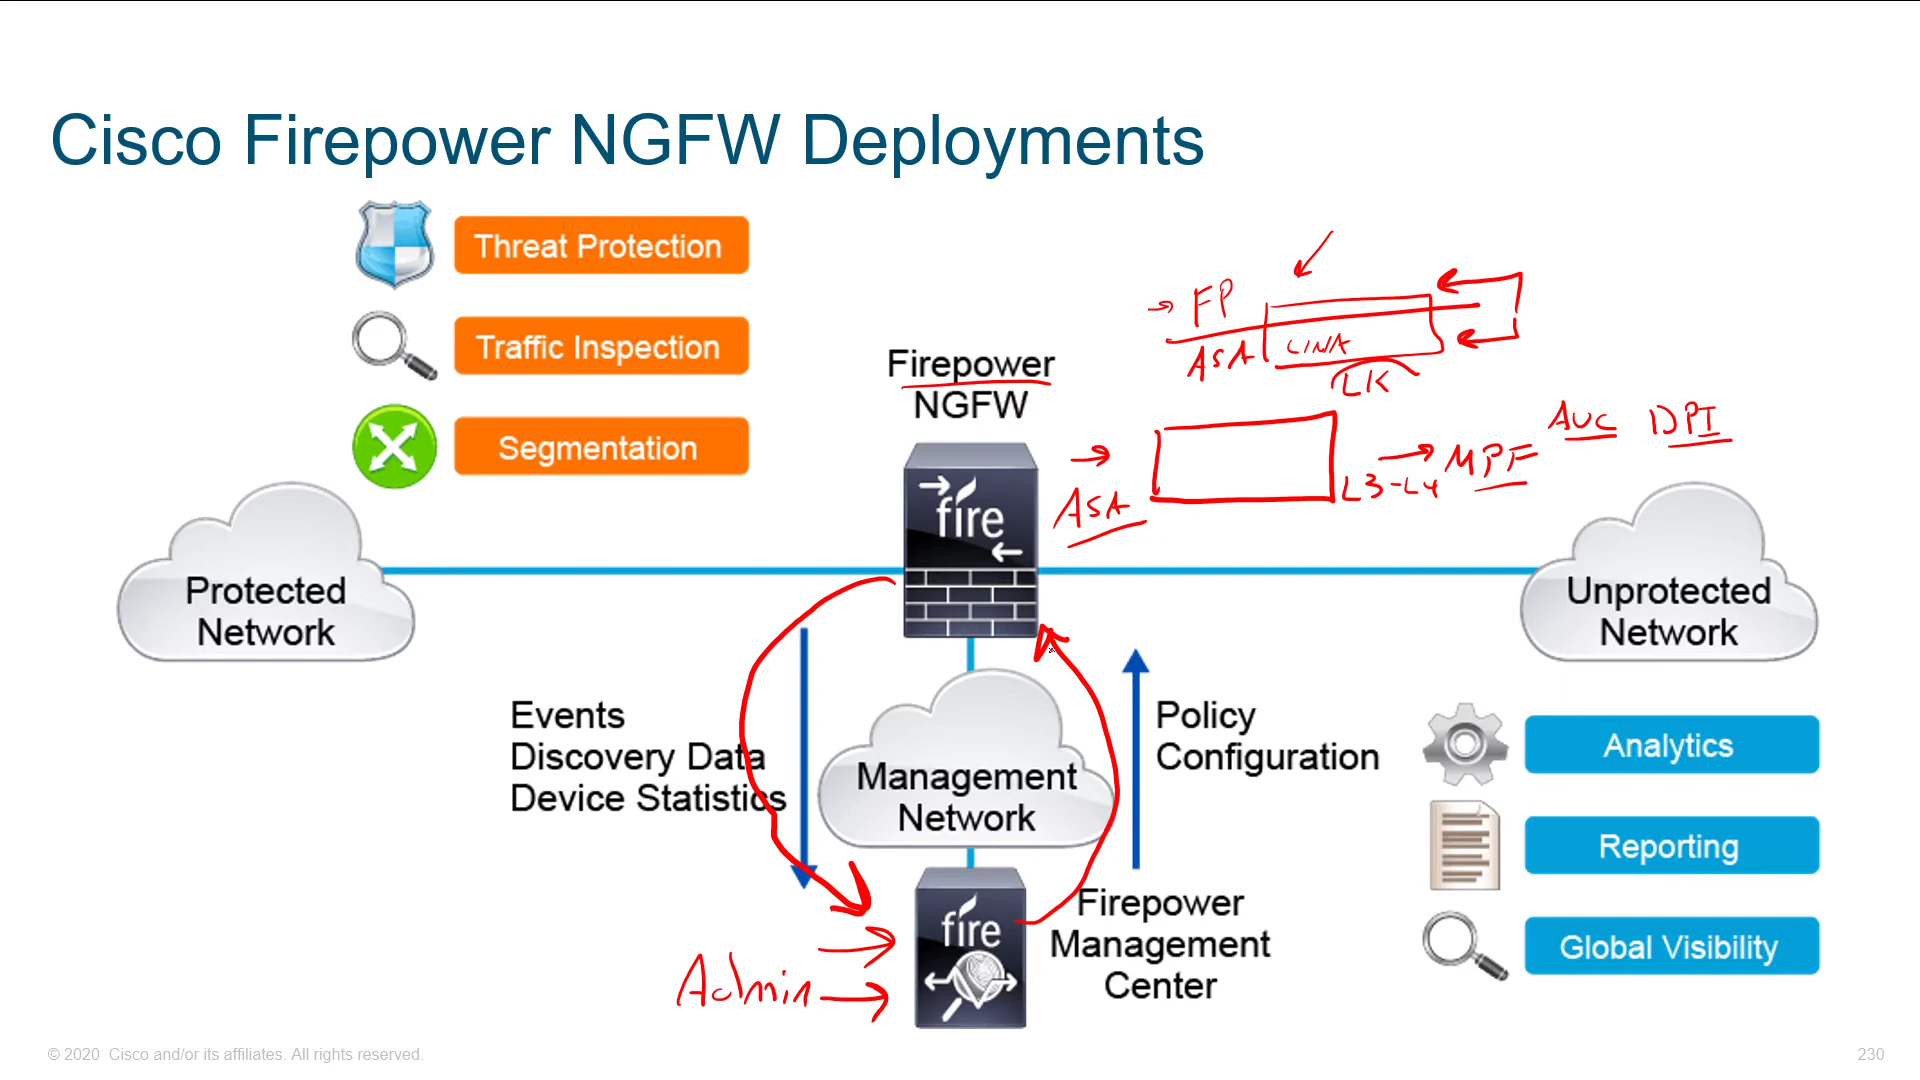 Cisco Firepower NGFW Deployments
Threat Protection
Traffic Inspection
Segmentation
FP
ASA
LINA
LK
Firepower
NGFW
ASA
L3-L4
MPF
AVC DPI
fire
Protected
Network
Unprotected
Network
Events
Discovery Data
Device Statistics
Management
Network
Policy
Configuration
Analytics
Reporting
Global Visibility
fire
Firepower
Management
Center
Admin
© 2020 Cisco and/or its affiliates. All rights reserved.
230